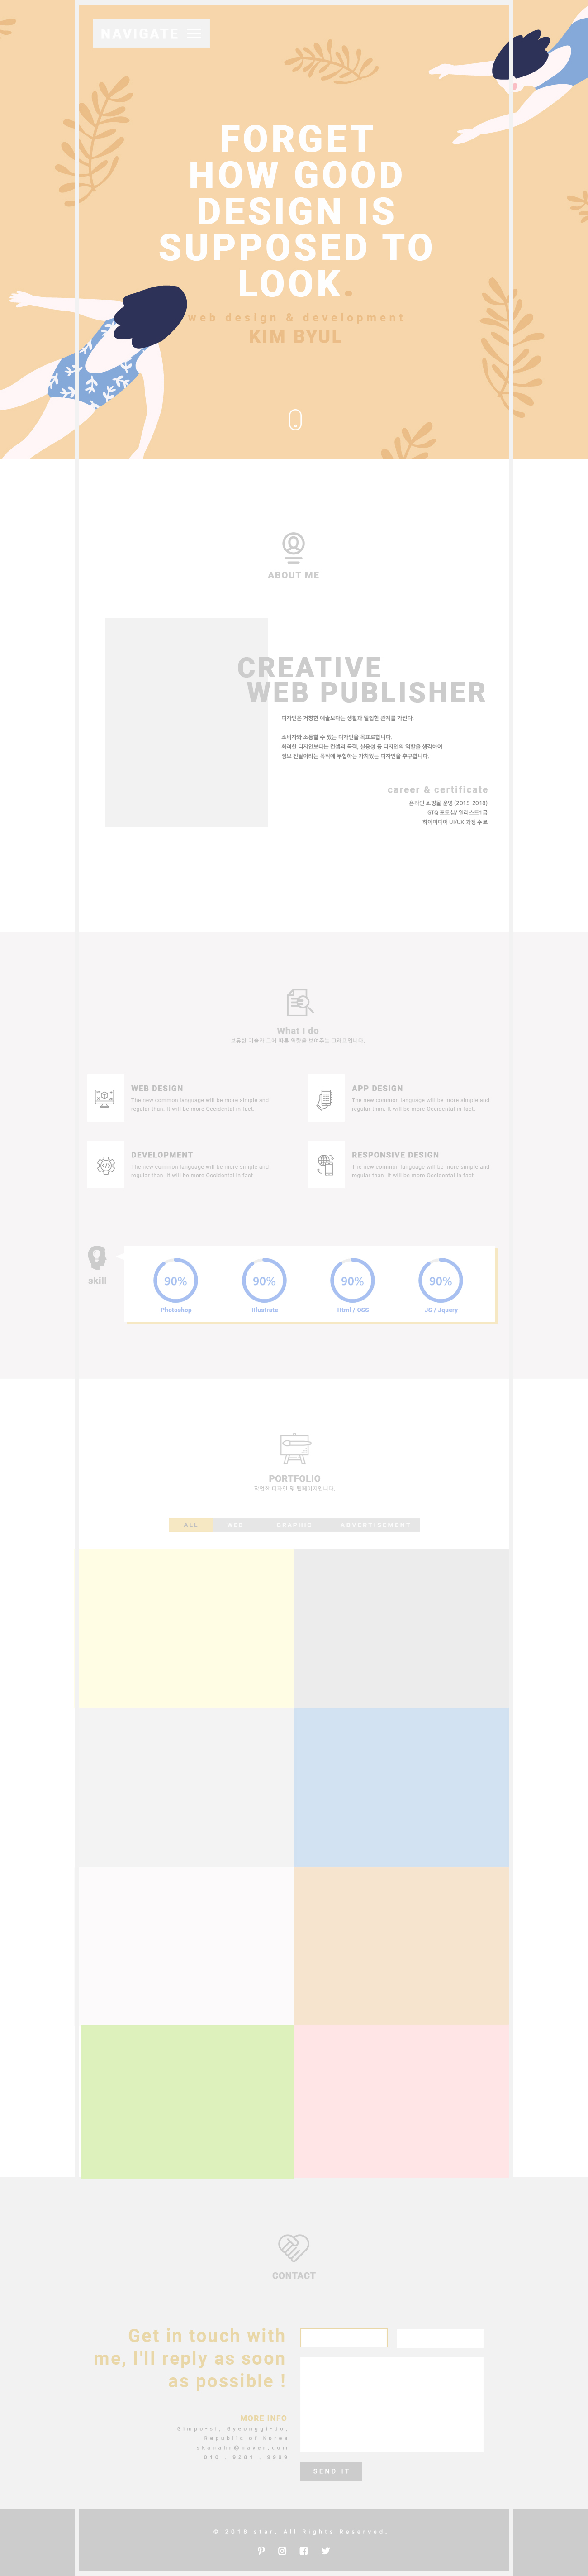 NAVIGATE
FORGET
HOW GOOD
DESIGN IS
SUPPOSED TO
LOOK.
web design & development
KIM BYUL
ABOUT ME
CREATIVE
WEB PUBLISHER
디자인은 거창한 예술보다는 생활과 밀접한 관계를 가진다.
소비자와 소통할 수 있는 디자인을 목표로합니다.
화려한 디자인보다는 컨셉과 목적, 실용성 등 디자인의 역할을 생각하여
정보 전달이라는 목적에 부합하는 가치있는 디자인을 추구합니다.
career & certificate
온라인 쇼핑몰 운영 (2015-2018)
GTQ 포토샵/ 일러스트1급
하이미디어 UI/UX 과정 수료
What I do
보유한 기술과 그에 따른 역량을 보여주는 그래프입니다.
WEB DESIGN
The new common language will be more simple and
regular than. It will be more Occidental in fact.
APP DESIGN
The new common language will be more simple and
regular than. It will be more Occidental in fact.
DEVELOPMENT
The new common language will be more simple and
regular than. It will be more Occidental in fact.
RESPONSIVE DESIGN
The new common language will be more simple and
regular than. It will be more Occidental in fact.
skill
90%
90%
90%
90%
Photoshop
Illustrate
Html / CSS
JS / Jquery
PORTFOLIO
작업한 디자인 및 웹페이지입니다.
ALL
WEB
GRAPHIC
ADVERTISEMENT
CONTACT
Get in touch with
me, I'll reply as soon
as possible !
MORE INFO
Gimpo-si, Gyeonggi-do,
Republic of Korea
skanahr@naver.com
SEND IT
© 2018 star. All Rights Reserved.